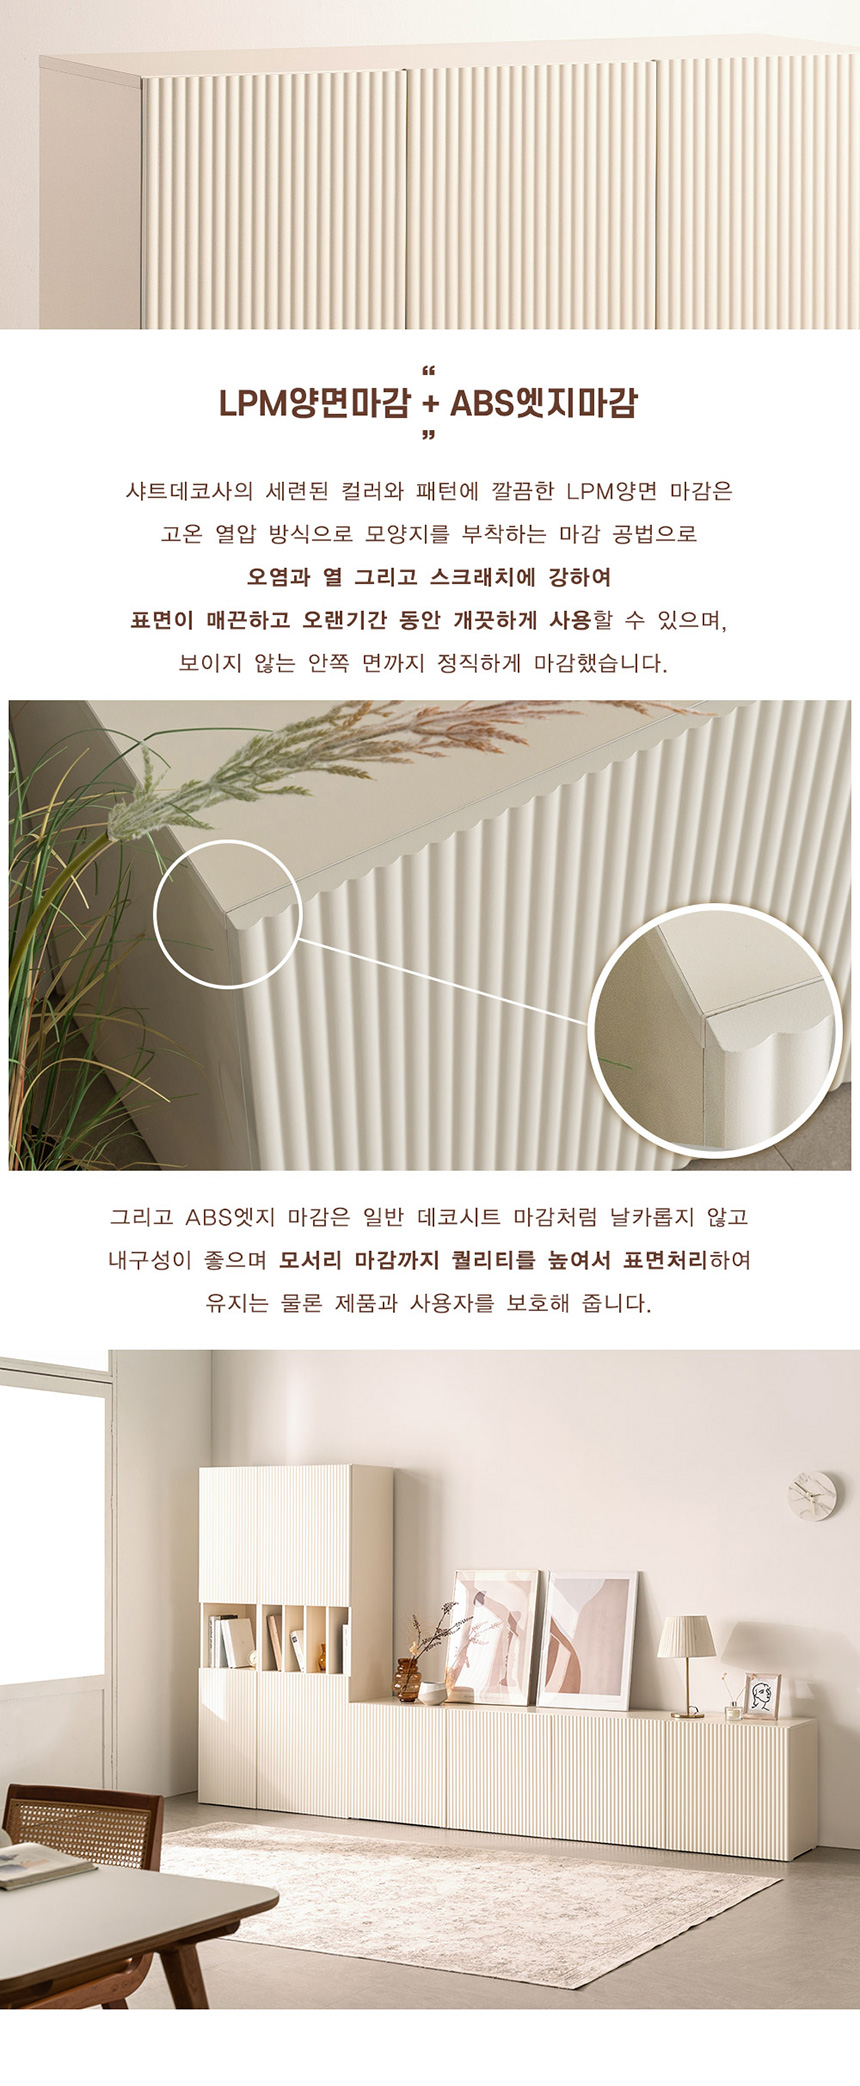 “
LPM양면마감 + ABS엣지마감
”
샤트데코사의 세련된 컬러와 패턴에 깔끔한 LPM양면 마감은
고온 열압 방식으로 모양지를 부착하는 마감 공법으로
오염과 열 그리고 스크래치에 강하여
표면이 매끈하고 오랜기간 동안 개끗하게 사용할 수 있으며,
보이지 않는 안쪽 면까지 정직하게 마감했습니다.
그리고 ABS엣지 마감은 일반 데코시트 마감처럼 날카롭지 않고
내구성이 좋으며 모서리 마감까지 퀄리티를 높여서 표면처리하여
유지는 물론 제품과 사용자를 보호해 줍니다.